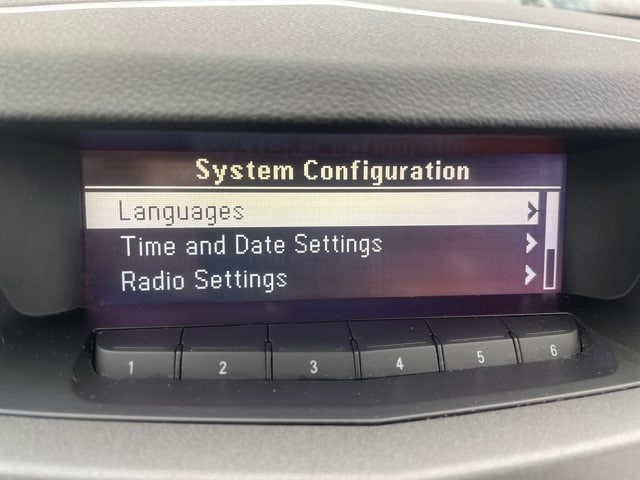 System Configuration
Languages >
Time and Date Settings >
Radio Settings >
1 2 3 4 5 6